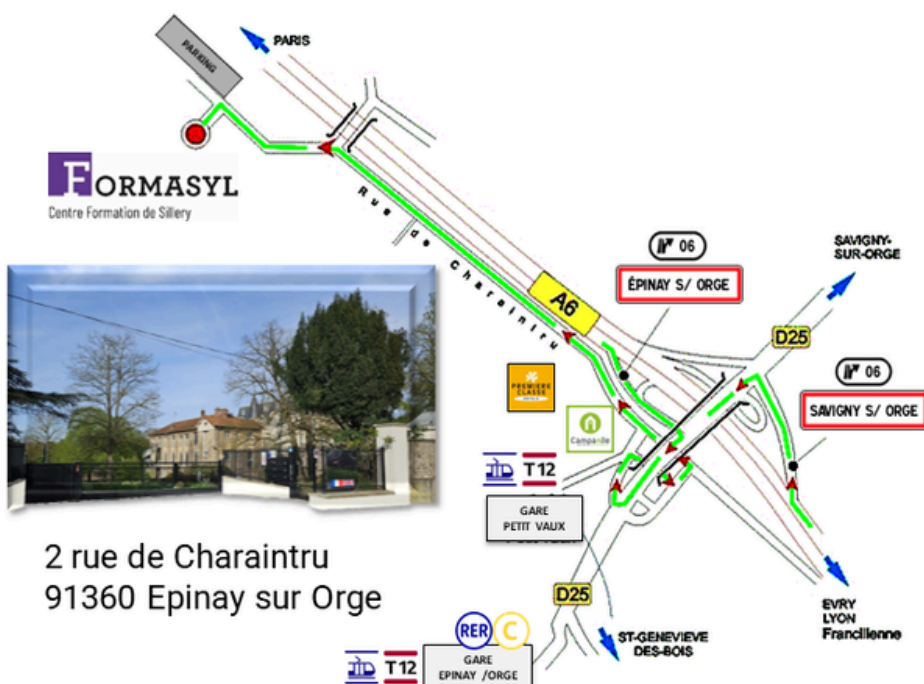 PARKING
PARIS
FORMASYL
Centre Formation de Sillery
Rue de Charaintru
06
ÉPINAY S/ ORGE
SAVIGNY-
SUR-ORGE
A6
D25
06
SAVIGNY S/ ORGE
PREMIERE
CLASSE
Campanile
T12
GARE
PETIT VAUX
2 rue de Charaintru
91360 Epinay sur Orge
D25
EVRY
LYON
Francilienne
RER C
ST-GENEVIEVE
DES-BOIS
T12
GARE
EPINAY /ORGE